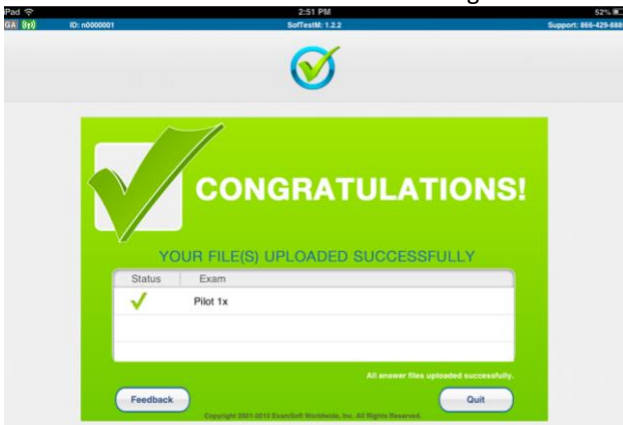 iPad 2:51 PM 52%
GA ID: n0000001 SofTestM: 1.2.2 Support: 866-429-888
CONGRATULATIONS!
YOUR FILE(S) UPLOADED SUCCESSFULLY
Status Exam
Pilot 1x
All answer files uploaded successfully.
Feedback Quit
Copyright 2001-2013 ExamSoft Worldwide, Inc. All Rights Reserved.